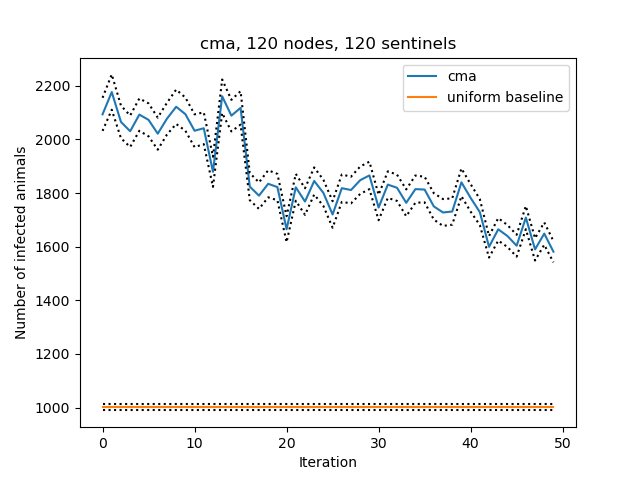 cma, 120 nodes, 120 sentinels
cma
uniform baseline
2200
2000
1800
1600
1400
1200
1000
Number of infected animals
0 10 20 30 40 50
Iteration